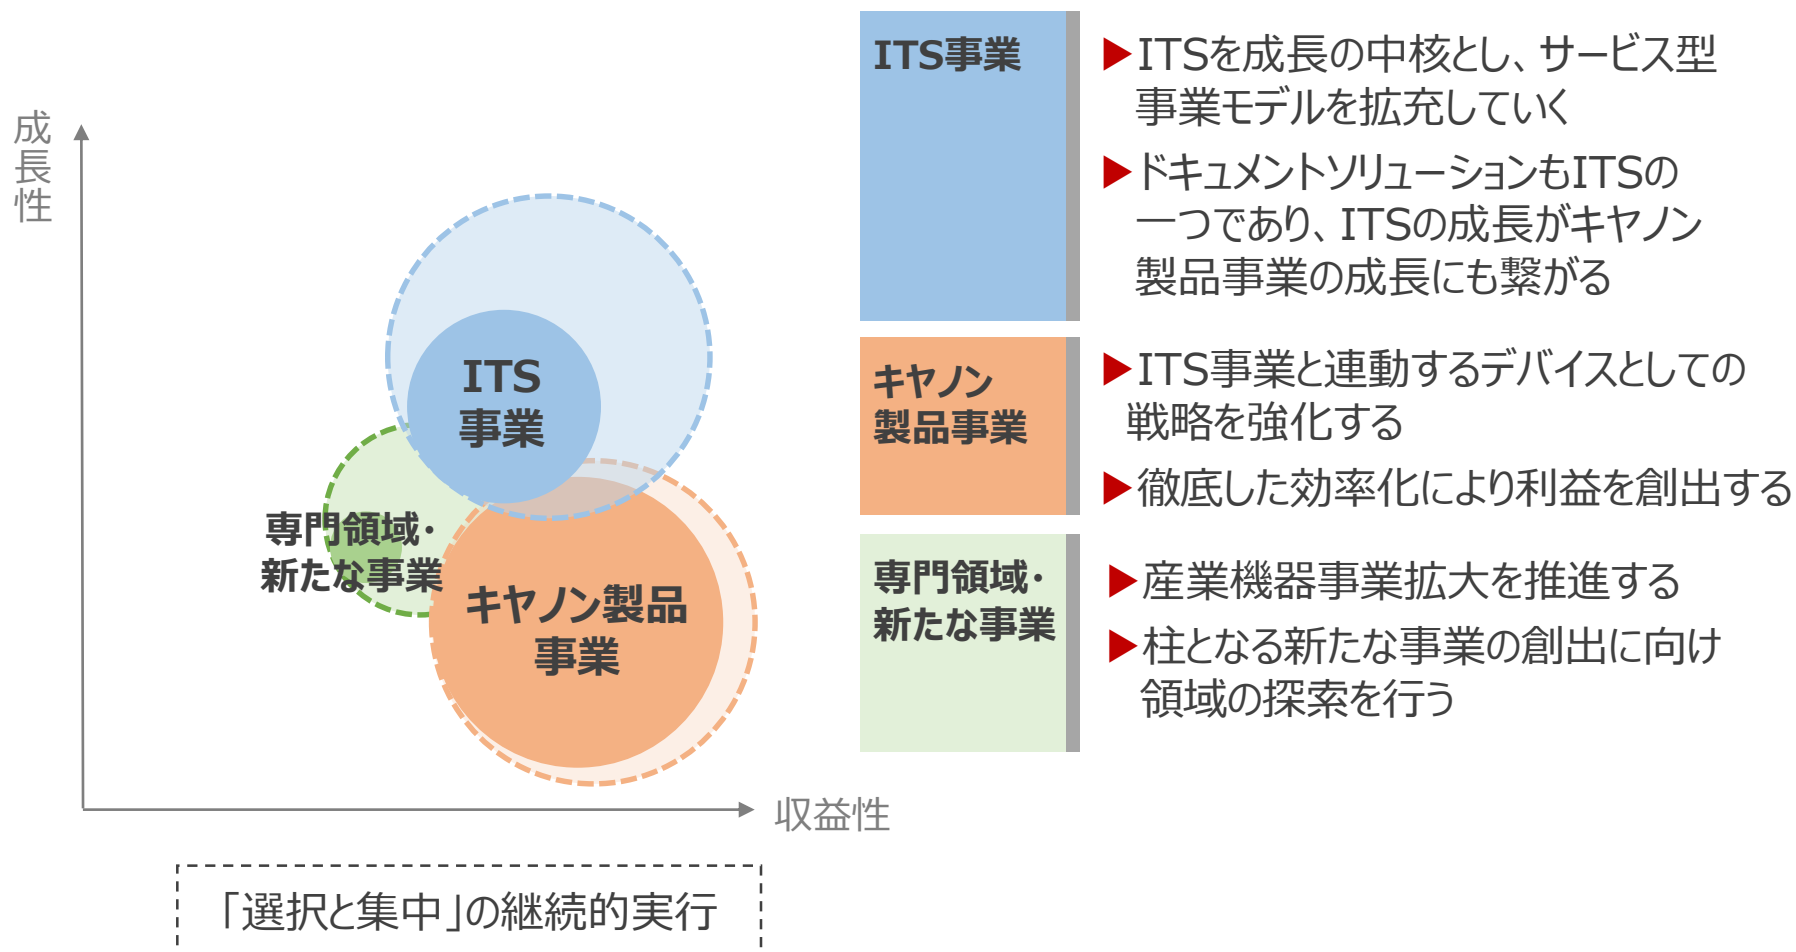 成長性
ITS
事業
専門領域・
新たな事業
キヤノン製品
事業
収益性
「選択と集中」の継続的実行
ITS事業
▶ITSを成長の中核とし、サービス型
事業モデルを拡充していく
▶ドキュメントソリューションもITSの
一つであり、ITSの成長がキヤノン
製品事業の成長にも繋がる
キヤノン
製品事業
▶ITS事業と連動するデバイスとしての
戦略を強化する
▶徹底した効率化により利益を創出する
専門領域・
新たな事業
▶産業機器事業拡大を推進する
▶柱となる新たな事業の創出に向け
領域の探索を行う